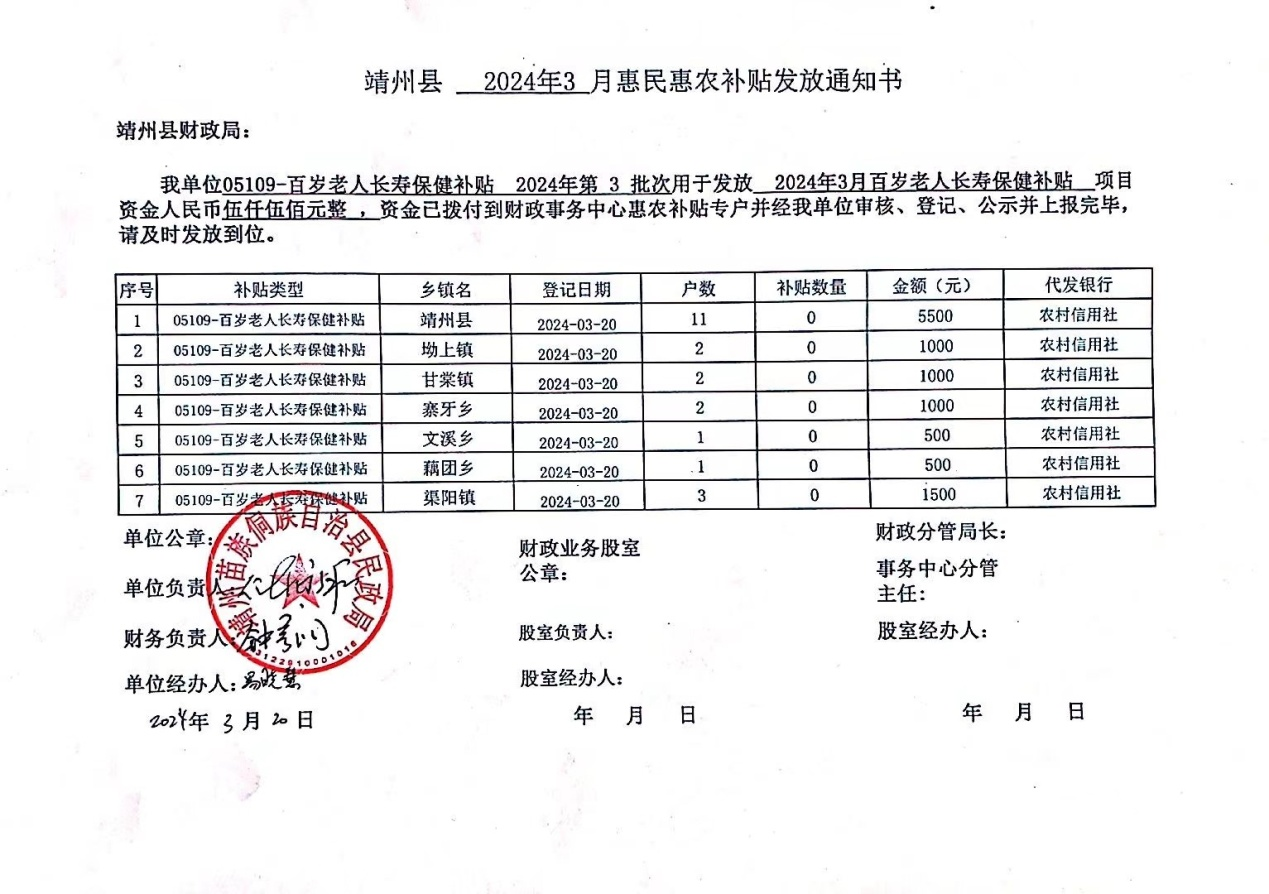 靖州县 2024年3 月惠民惠农补贴发放通知书
靖州县财政局：
我单位05109-百岁老人长寿保健补贴 2024年第 3 批次用于发放 2024年3月百岁老人长寿保健补贴 项目
资金人民币伍仟伍佰元整 ，资金已拨付到财政事务中心惠农补贴专户并经我单位审核、登记、公示并上报完毕，
请及时发放到位。
序号 补贴类型 乡镇名 登记日期 户数 补贴数量 金额（元） 代发银行
1 05109-百岁老人长寿保健补贴 靖州县 2024-03-20 11 0 5500 农村信用社
2 05109-百岁老人长寿保健补贴 坳上镇 2024-03-20 2 0 1000 农村信用社
3 05109-百岁老人长寿保健补贴 甘棠镇 2024-03-20 2 0 1000 农村信用社
4 05109-百岁老人长寿保健补贴 寨牙乡 2024-03-20 2 0 1000 农村信用社
5 05109-百岁老人长寿保健补贴 文溪乡 2024-03-20 1 0 500 农村信用社
6 05109-百岁老人长寿保健补贴 藕团乡 2024-03-20 1 0 500 农村信用社
7 05109-百岁老人长寿保健补贴 渠阳镇 2024-03-20 3 0 1500 农村信用社
单位公章：
靖州苗族侗族自治县民政局
单位负责人
财务负责人：
单位经办人：易晓慧
2024年 3 月 20 日
财政业务股室
公章：
股室负责人：
股室经办人：
年 月 日
财政分管局长：
事务中心分管
主任：
股室经办人：
年 月 日